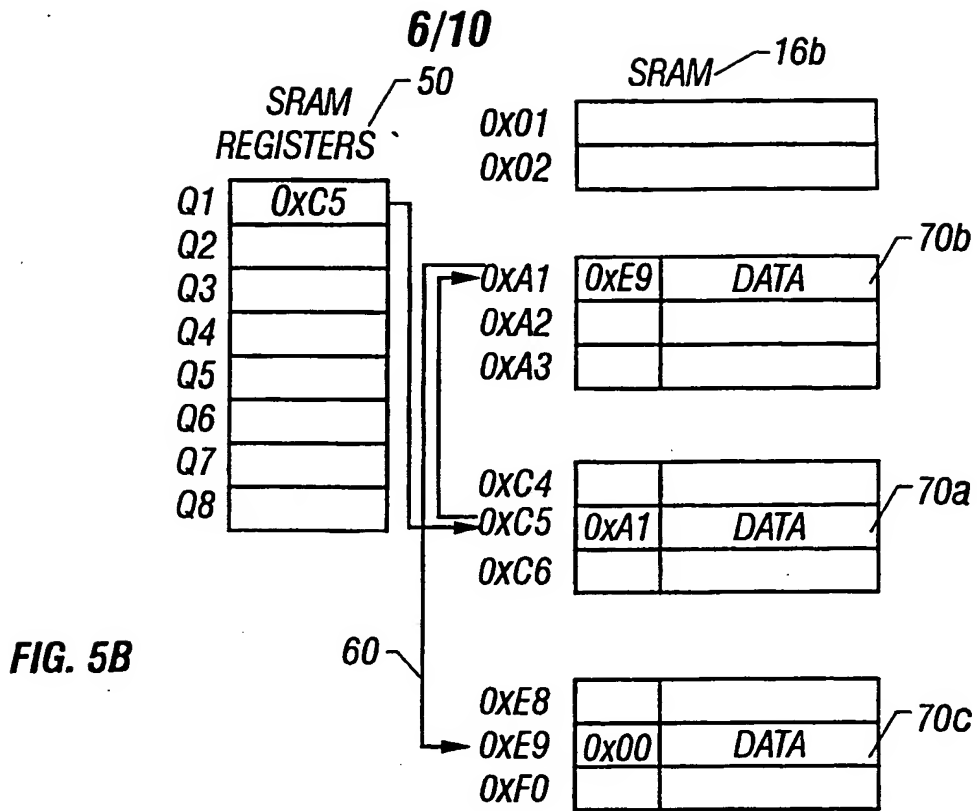 6/10
SRAM REGISTERS
50
Q1 0xC5
Q2
Q3
Q4
Q5
Q6
Q7
Q8
SRAM 16b
0x01
0x02
0xA1 0xE9 DATA 70b
0xA2
0xA3
0xC4
0xC5 0xA1 DATA 70a
0xC6
60
0xE8
0xE9 0x00 DATA 70c
0xF0
FIG. 5B